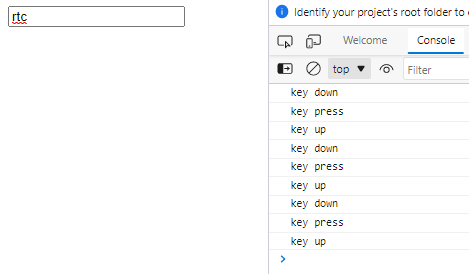 rtc
Identify your project's root folder to
Welcome Console
top ▼ Filter
key down
key press
key up
key down
key press
key up
key down
key press
key up
>